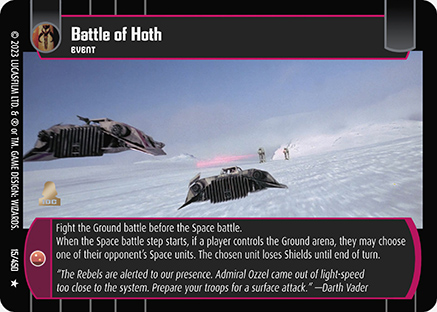 Battle of Hoth
EVENT
Fight the Ground battle before the Space battle.
When the Space battle step starts, if a player controls the Ground arena, they may choose
one of their opponent's Space units. The chosen unit loses Shields until end of turn.
"The Rebels are alerted to our presence. Admiral Ozzel came out of light-speed
too close to the system. Prepare your troops for a surface attack." —Darth Vader
© 2023 LUCASFILM LTD. & ® or TM. GAME DESIGN: WIZARDS.
15/450